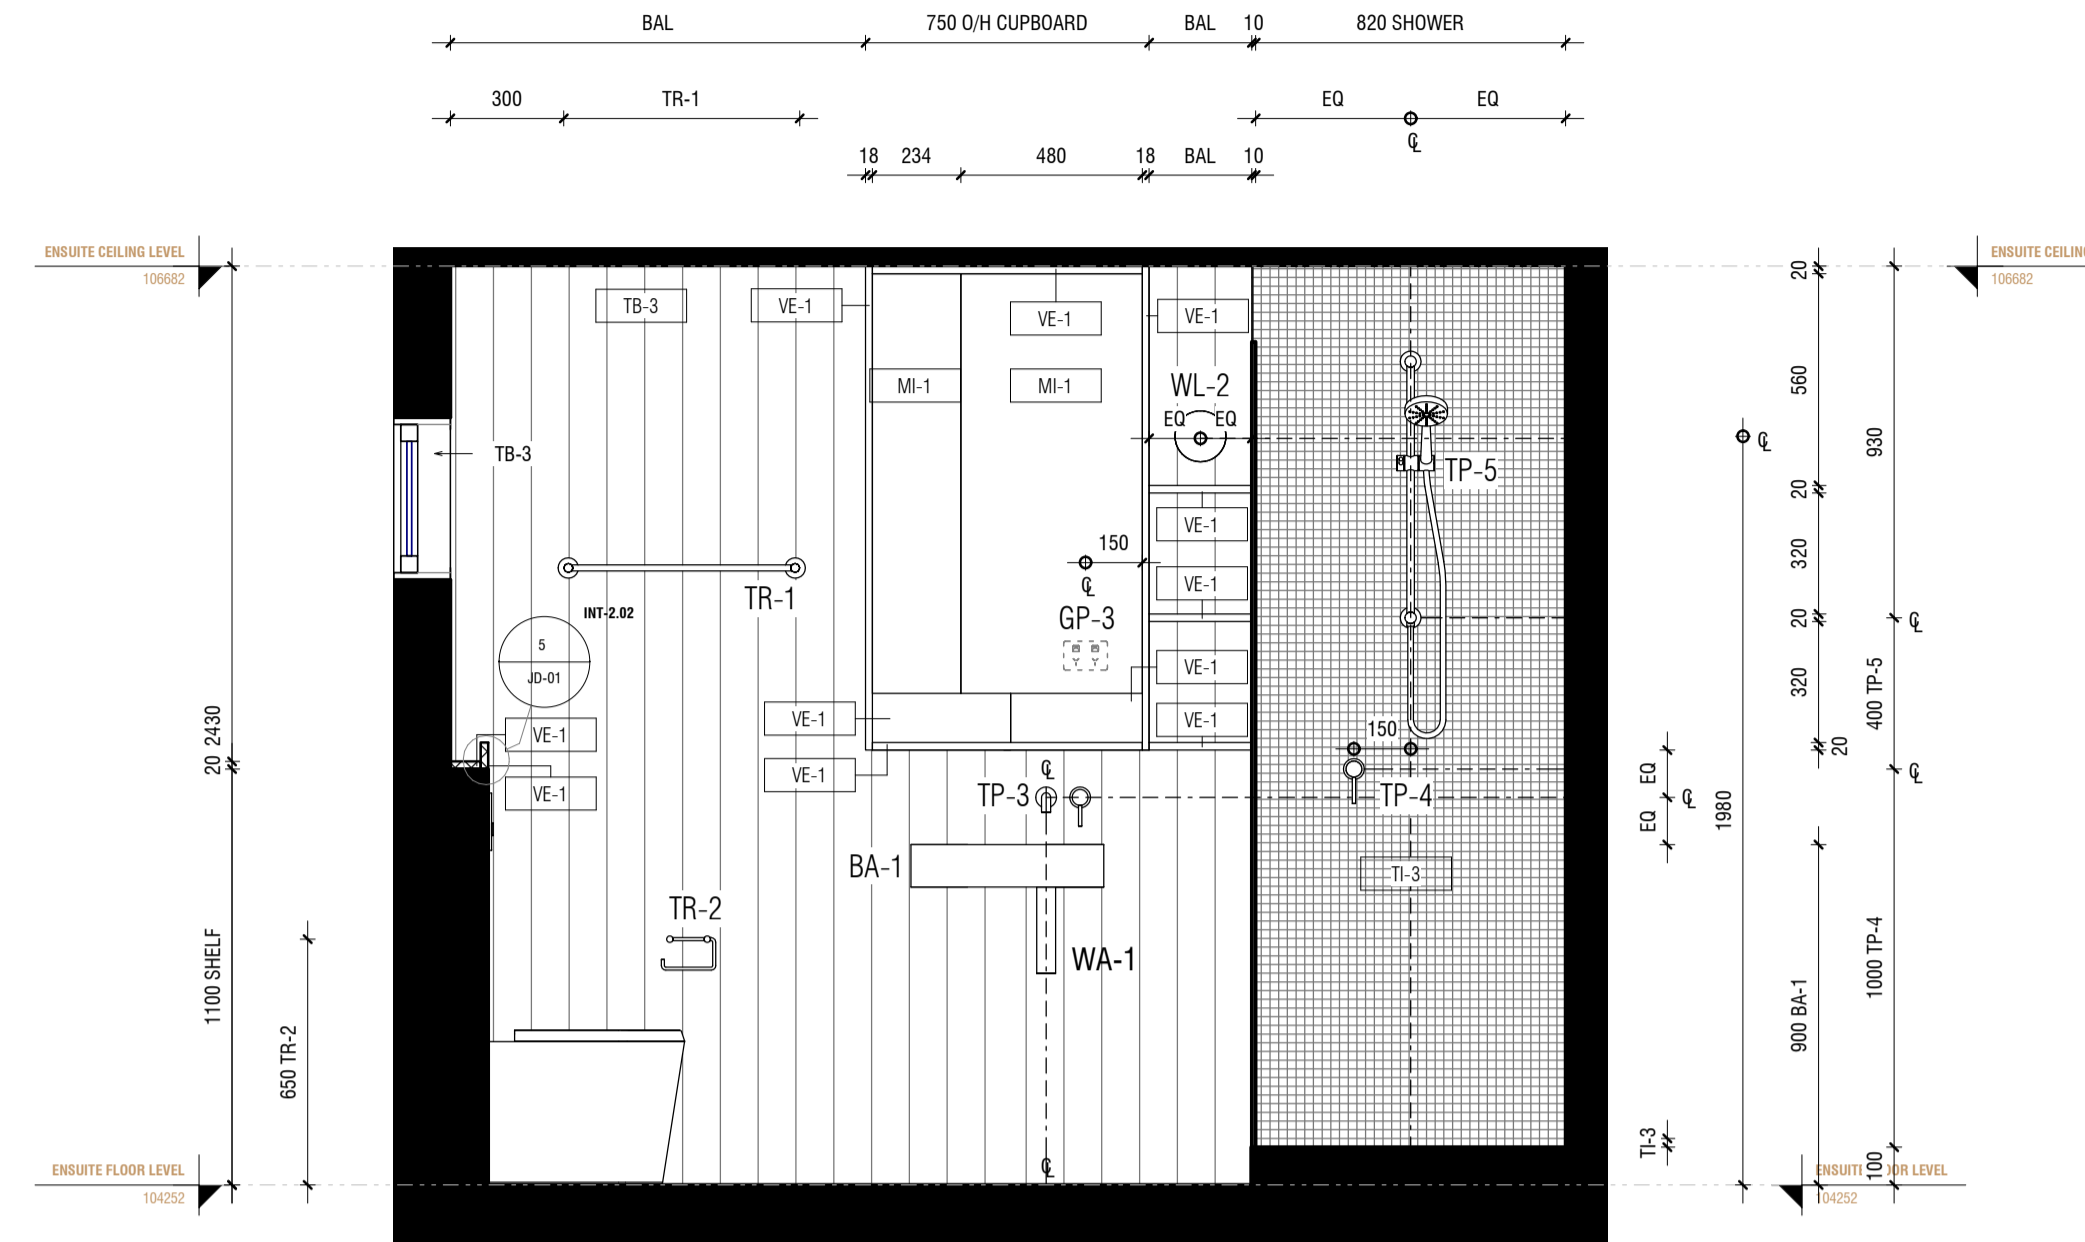 BAL 750 O/H CUPBOARD BAL 10 820 SHOWER
300 TR-1 EQ EQ
℄
18 234 480 18 BAL 10
ENSUITE CEILING LEVEL
106682
ENSUITE CEILING
106682
TB-3 VE-1 VE-1 VE-1
MI-1 MI-1 WL-2
EQ EQ
TB-3
TP-5
VE-1
150
℄
VE-1
GP-3
TR-1
INT-2.02
5
JD-01
VE-1
VE-1 VE-1
VE-1
VE-1
VE-1
150
℄
TP-3 TP-4
BA-1
TI-3
TR-2
WA-1
℄
2430
20
1100 SHELF
650 TR-2
20
560
20
320
20
320
20
900 BA-1
930
℄
400 TP-5
℄
1000 TP-4
100
℄
1980
EQ
℄
EQ
TI-3
ENSUITE FLOOR LEVEL
104252
OR LEVEL
104252